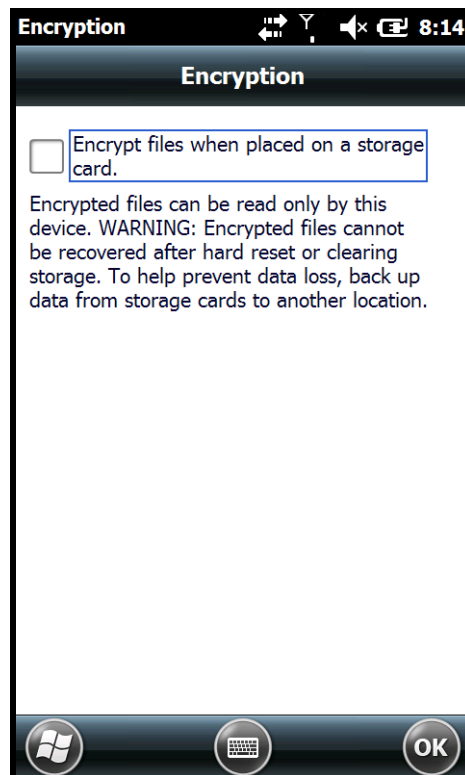 Encryption 8:14
Encryption
Encrypt files when placed on a storage
card.
Encrypted files can be read only by this
device. WARNING: Encrypted files cannot
be recovered after hard reset or clearing
storage. To help prevent data loss, back up
data from storage cards to another location.
OK